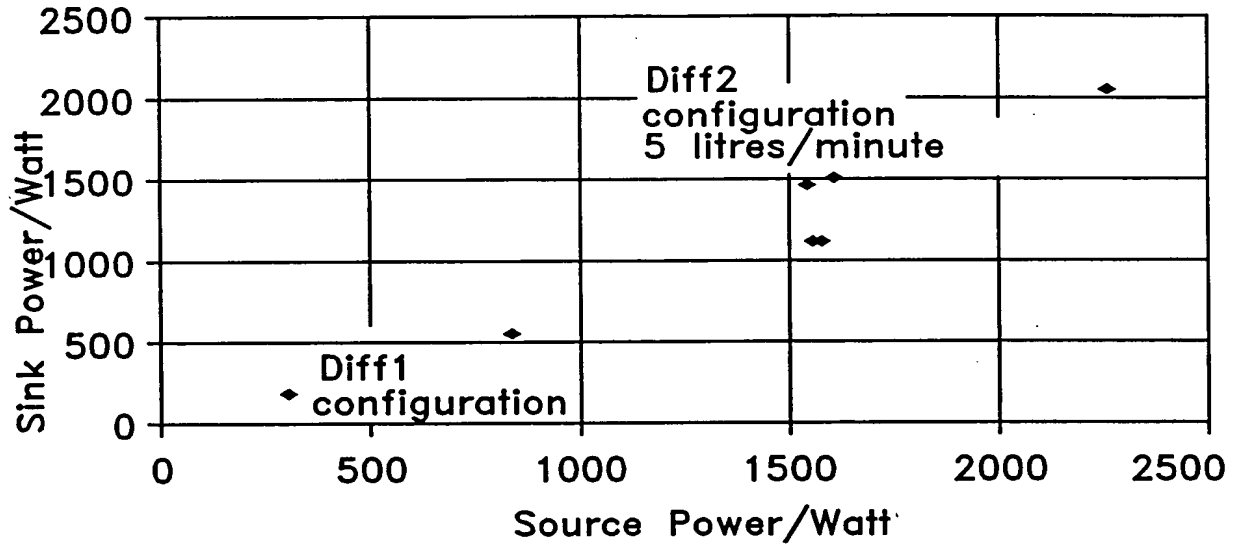 2500
2000
1500
1000
500
0
Sink Power/Watt
Diff2
configuration
5 litres/minute
Diff1
configuration
0 500 1000 1500 2000 2500
Source Power/Watt